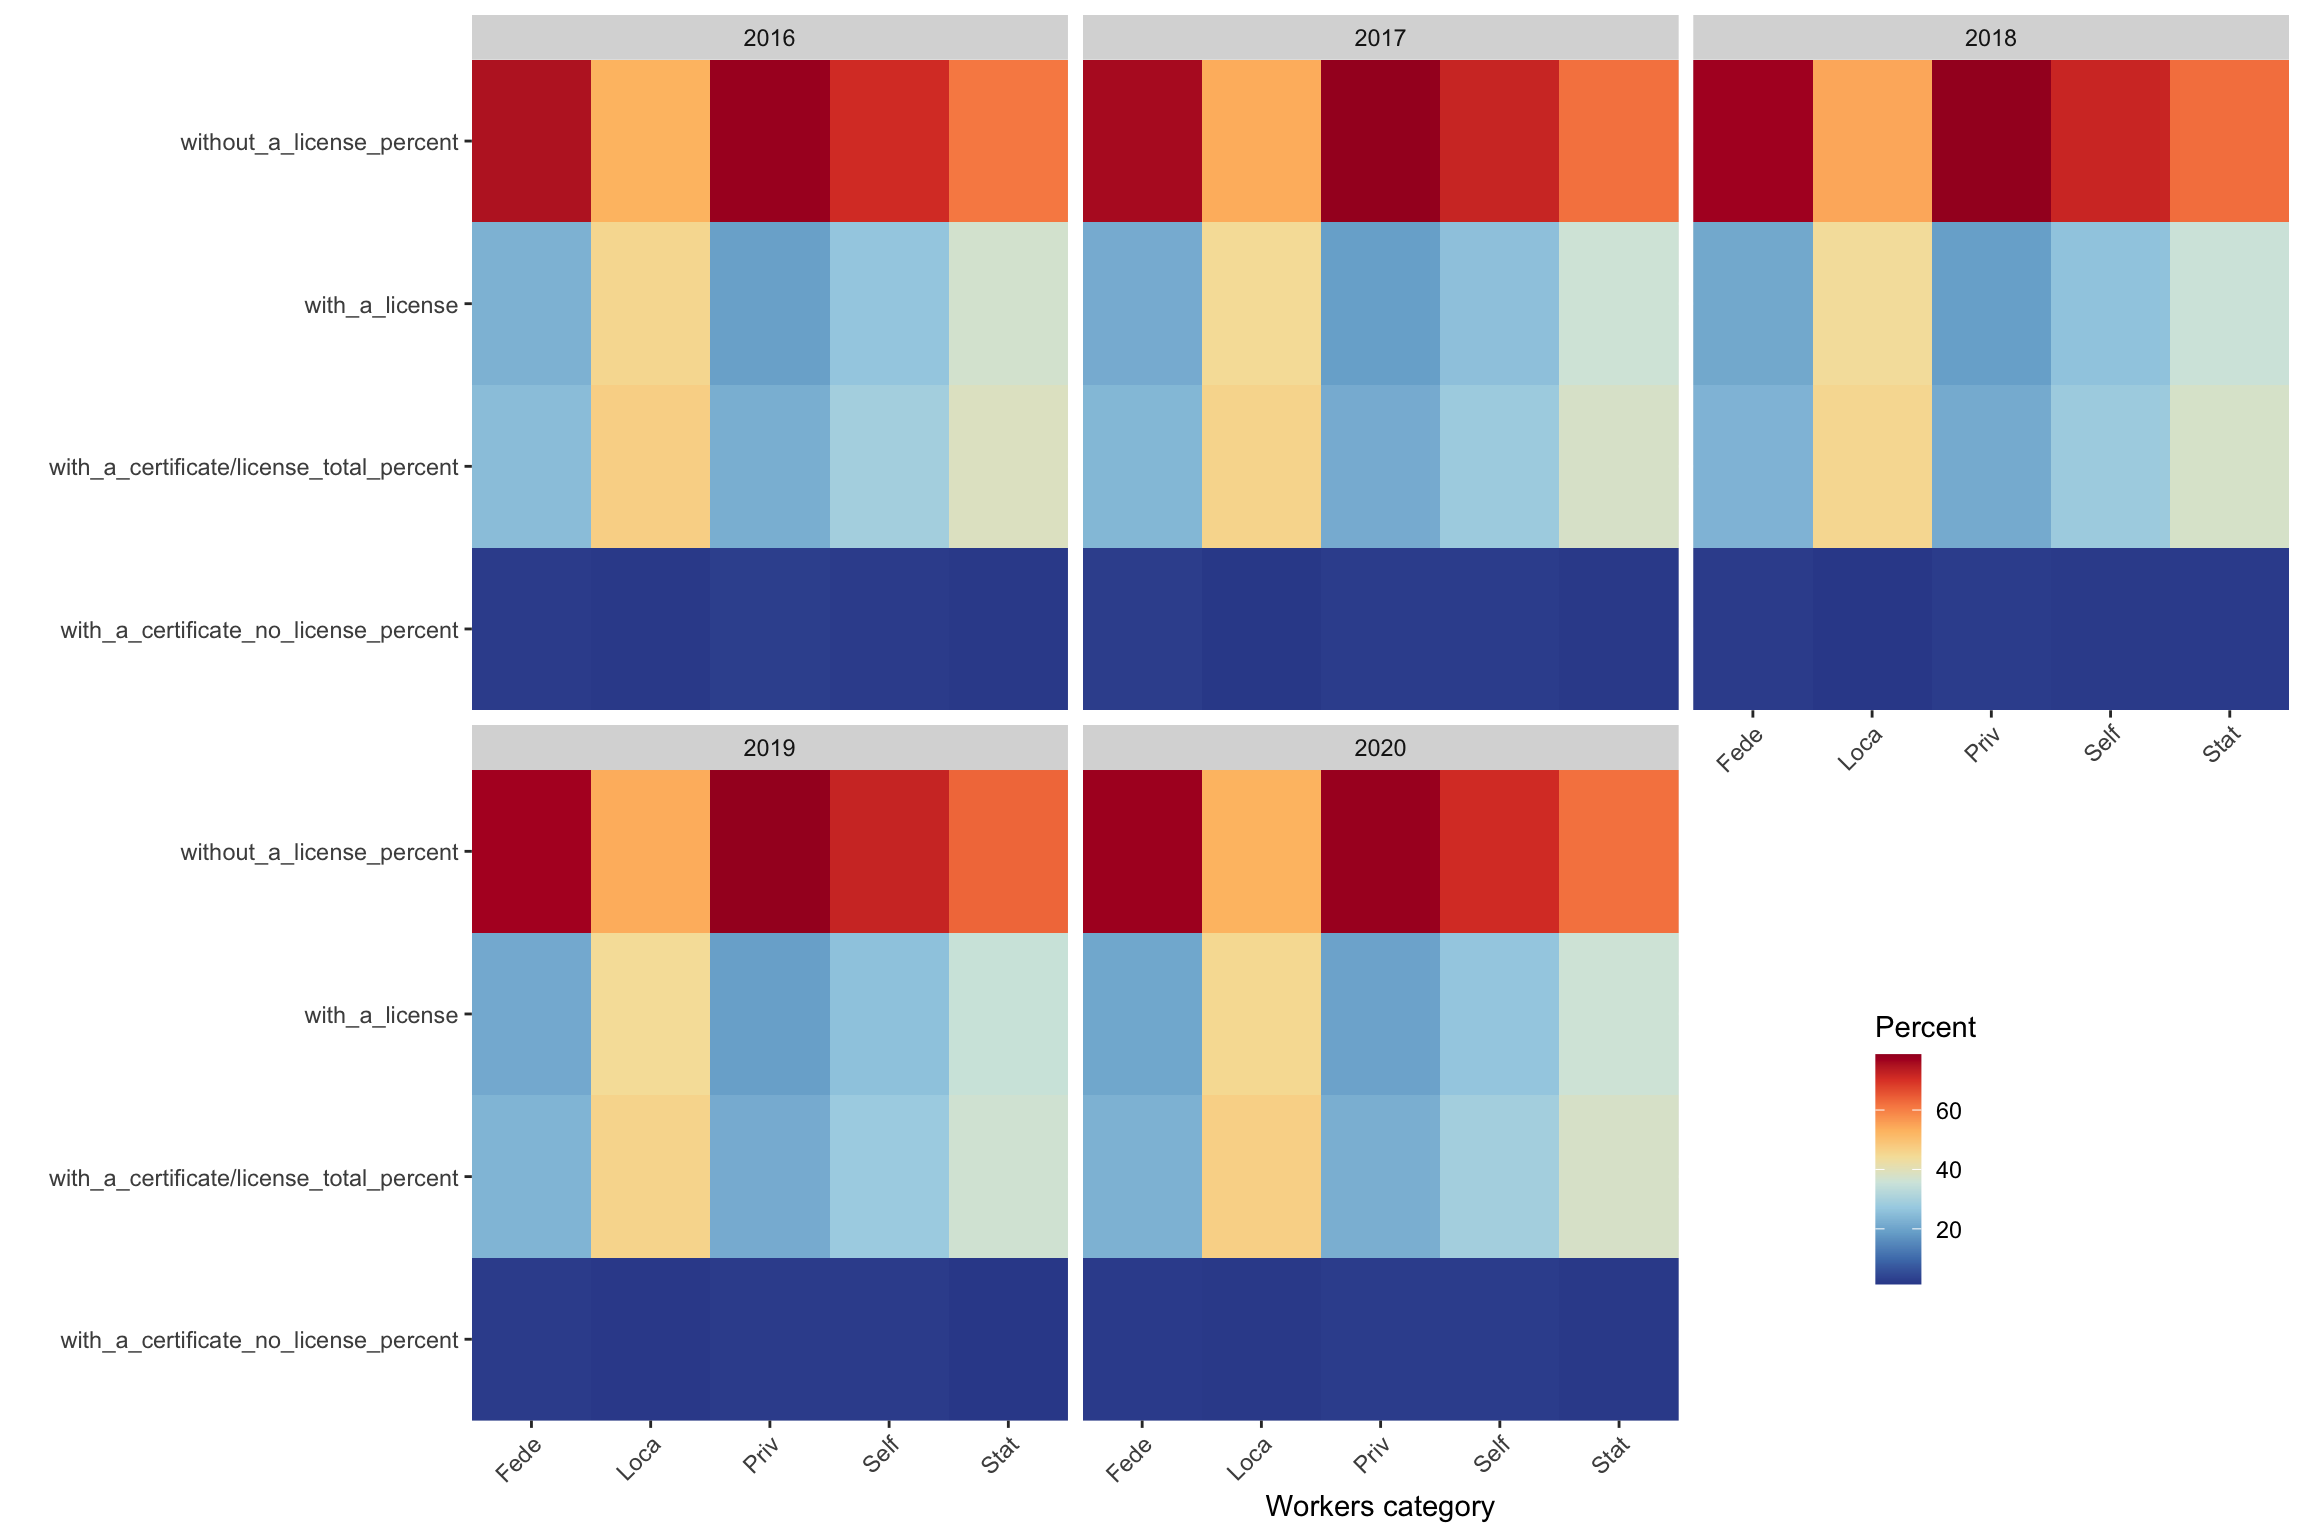 2016
2017
2018
without_a_license_percent
with_a_license
with_a_certificate/license_total_percent
with_a_certificate_no_license_percent
Fede
Loca
Priv
Self
Stat
2019
2020
without_a_license_percent
with_a_license
with_a_certificate/license_total_percent
with_a_certificate_no_license_percent
Percent
60
40
20
Fede
Loca
Priv
Self
Stat
Fede
Loca
Priv
Self
Stat
Workers category